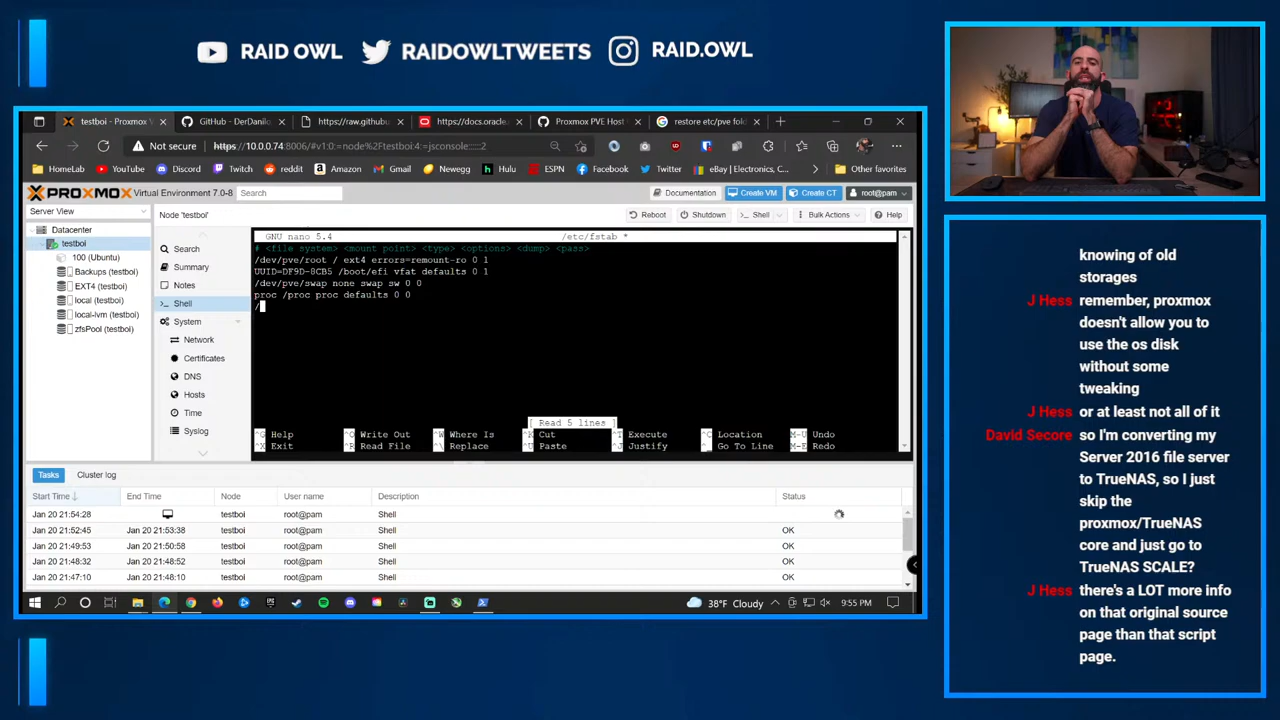 RAID OWL
RAIDOWLTWEETS
RAID.OWL
testboi - Proxmox V
GitHub - DerDanilo
https://raw.githubu
https://docs.oracle
Proxmox PVE Host
restore etc/pve fold
Not secure
https://10.0.0.74:8006/#v1:0:=node%2Ftestboi:4:=jsconsole::::::2
HomeLab
YouTube
Discord
Twitch
reddit
Amazon
Gmail
Newegg
Hulu
ESPN
Facebook
Twitter
eBay | Electronics,...
Other favorites
PROXMOX Virtual Environment 7.0-8
Search
Documentation
Create VM
Create CT
root@pam
Server View
Node 'testboi'
Reboot
Shutdown
>_ Shell
Bulk Actions
Help
Datacenter
testboi
100 (Ubuntu)
Backups (testboi)
EXT4 (testboi)
local (testboi)
local-lvm (testboi)
zfsPool (testboi)
Search
Summary
Notes
>_ Shell
System
Network
Certificates
DNS
Hosts
Time
Syslog
GNU nano 5.4 /etc/fstab *
# <file system> <mount point> <type> <options> <dump> <pass>
/dev/pve/root / ext4 errors=remount-ro 0 1
UUID=DF9D-8CB5 /boot/efi vfat defaults 0 1
/dev/pve/swap none swap sw 0 0
proc /proc proc defaults 0 0
/
[ Read 5 lines ]
^G Help ^O Write Out ^W Where Is ^K Cut ^T Execute ^C Location M-U Undo
^X Exit ^R Read File ^\ Replace ^U Paste ^J Justify ^_ Go To Line M-E Redo
Tasks Cluster log
Start Time End Time Node User name Description Status
Jan 20 21:54:28 testboi root@pam Shell
Jan 20 21:52:45 Jan 20 21:53:38 testboi root@pam Shell OK
Jan 20 21:49:53 Jan 20 21:50:58 testboi root@pam Shell OK
Jan 20 21:48:32 Jan 20 21:48:52 testboi root@pam Shell OK
Jan 20 21:47:10 Jan 20 21:48:10 testboi root@pam Shell OK
38°F Cloudy
9:55 PM
knowing of old
storages
J Hess remember, proxmox
doesn't allow you to
use the os disk
without some
tweaking
J Hess or at least not all of it
David Secore so I'm converting my
Server 2016 file server
to TrueNAS, so I just
skip the
proxmox/TrueNAS
core and just go to
TrueNAS SCALE?
J Hess there's a LOT more info
on that original source
page than that script
page.